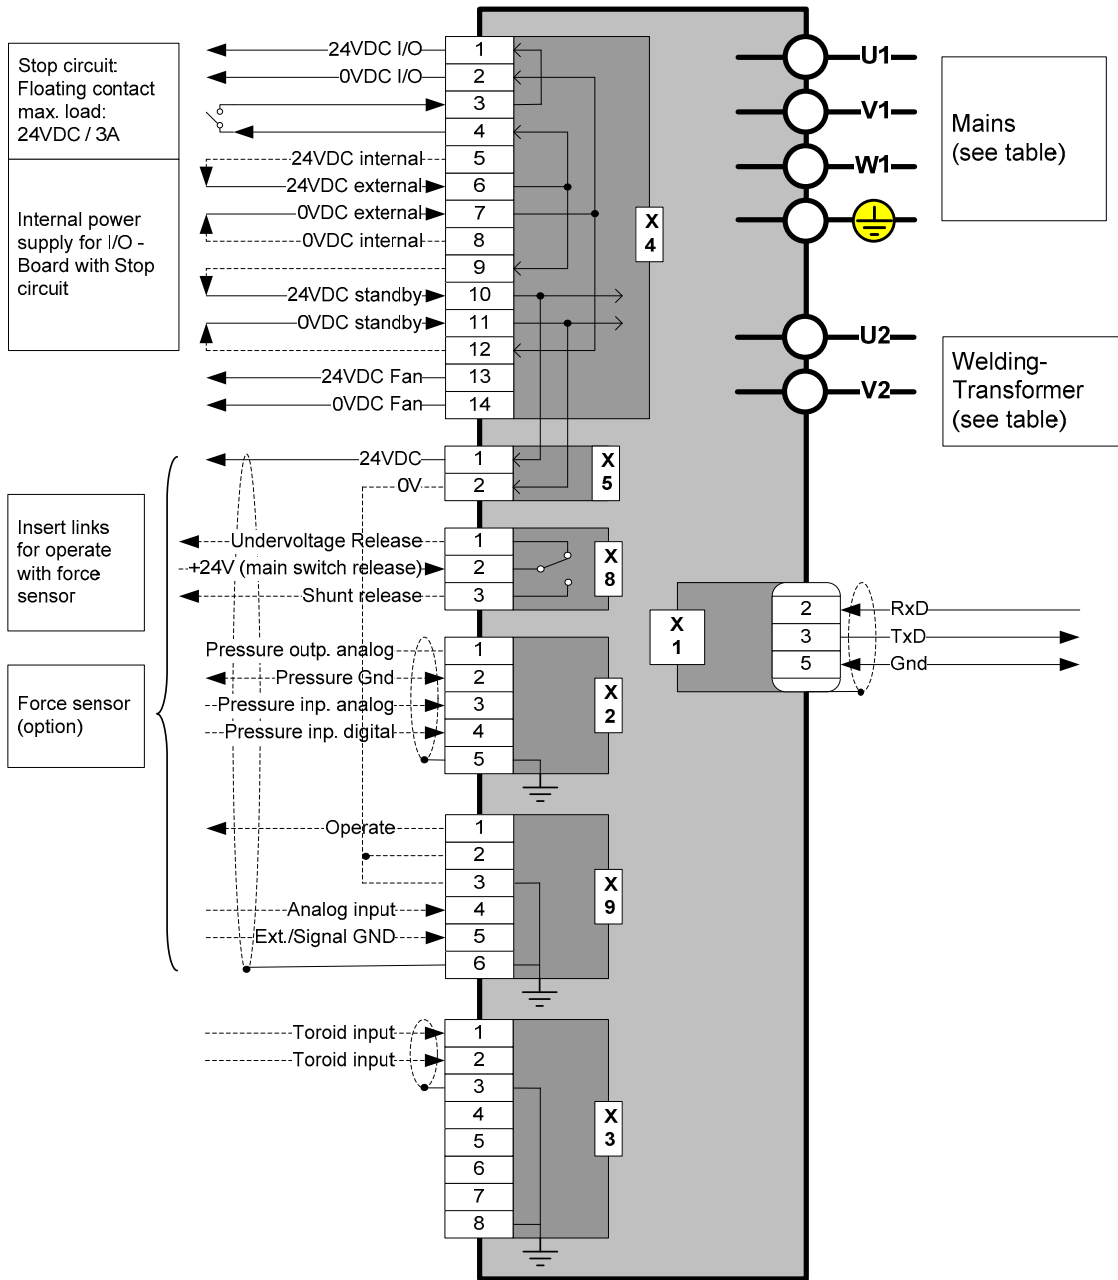 Stop circuit:
Floating contact
max. load:
24VDC / 3A
Internal power
supply for I/O -
Board with Stop
circuit
24VDC I/O
1
0VDC I/O
2
3
4
24VDC internal
5
24VDC external
6
0VDC external
7
0VDC internal
8
9
24VDC standby
10
0VDC standby
11
12
24VDC Fan
13
0VDC Fan
14
X
4
24VDC
1
0V
2
X
5
Insert links
for operate
with force
sensor
Undervoltage Release
1
+24V (main switch release)
2
Shunt release
3
X
8
Force sensor
(option)
Pressure outp. analog
1
Pressure Gnd
2
Pressure inp. analog
3
Pressure inp. digital
4
5
X
2
Operate
1
2
3
Analog input
4
Ext./Signal GND
5
6
X
9
Toroid input
1
Toroid input
2
3
4
5
6
7
8
X
3
U1
V1
W1
Mains
(see table)
U2
V2
Welding-
Transformer
(see table)
X
1
2
RxD
3
TxD
5
Gnd